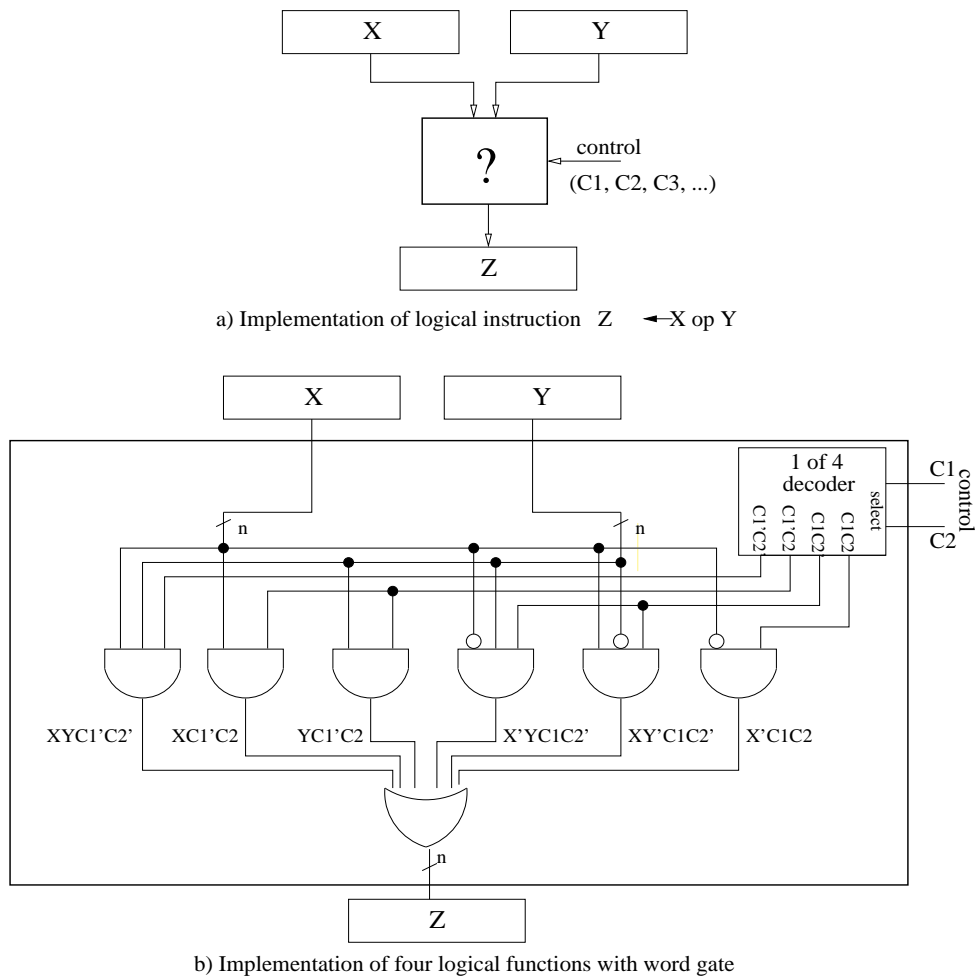 X
Y
?
control
(C1, C2, C3, ...)
Z
a) Implementation of logical instruction Z ← X op Y
X
Y
1 of 4
decoder
select
C1'C2'
C1'C2
C1C2'
C1C2
C1
control
C2
n
n
XYC1'C2'
XC1'C2
YC1'C2
X'YC1C2'
XY'C1C2'
X'C1C2
n
Z
b) Implementation of four logical functions with word gate